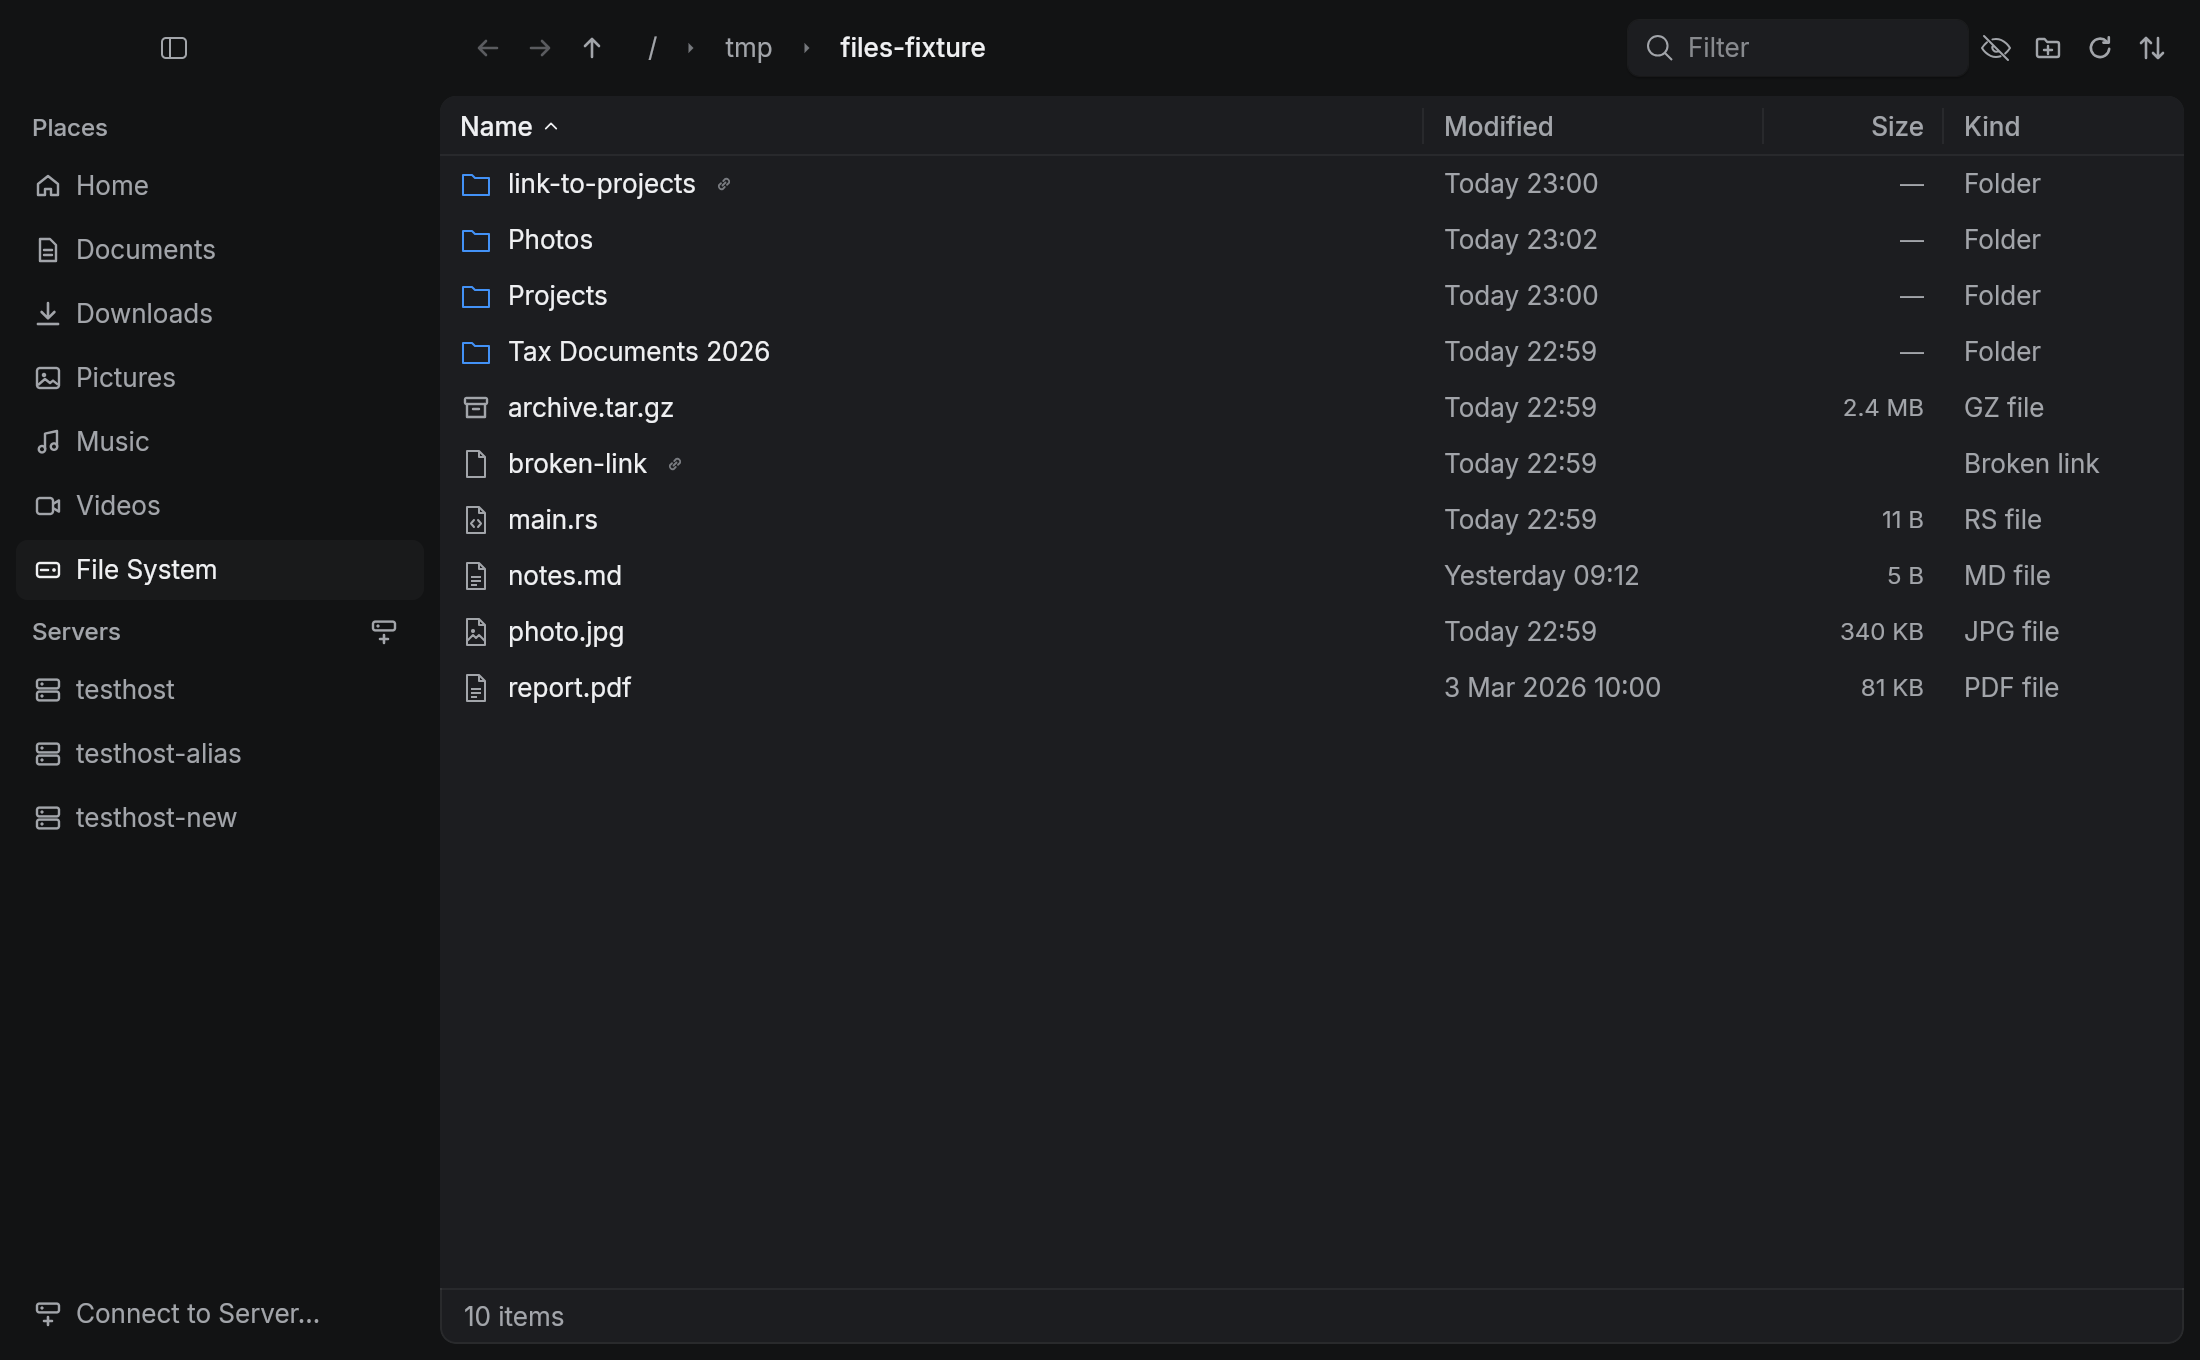 / tmp files-fixture
Filter
Places
Home
Documents
Downloads
Pictures
Music
Videos
File System
Servers
testhost
testhost-alias
testhost-new
Connect to Server...
Name Modified Size Kind
link-to-projects Today 23:00 — Folder
Photos Today 23:02 — Folder
Projects Today 23:00 — Folder
Tax Documents 2026 Today 22:59 — Folder
archive.tar.gz Today 22:59 2.4 MB GZ file
broken-link Today 22:59 Broken link
main.rs Today 22:59 11 B RS file
notes.md Yesterday 09:12 5 B MD file
photo.jpg Today 22:59 340 KB JPG file
report.pdf 3 Mar 2026 10:00 81 KB PDF file
10 items